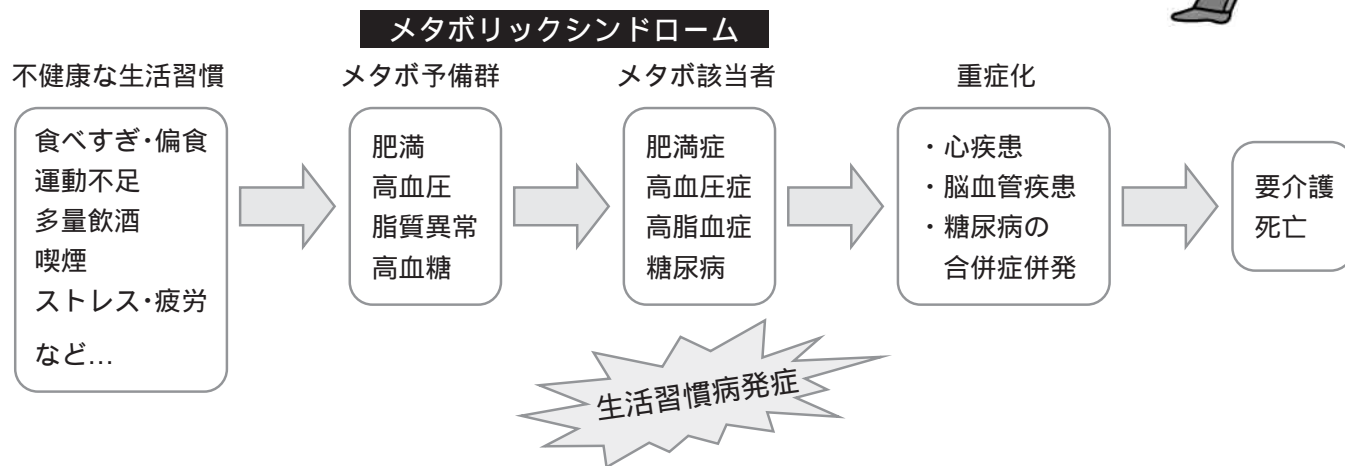 メタボリックシンドローム
不健康な生活習慣
食べすぎ・偏食
運動不足
多量飲酒
喫煙
ストレス・疲労
など…
メタボ予備群
肥満
高血圧
脂質異常
高血糖
メタボ該当者
肥満症
高血圧症
高脂血症
糖尿病
重症化
・心疾患
・脳血管疾患
・糖尿病の
合併症併発
要介護
死亡
生活習慣病発症